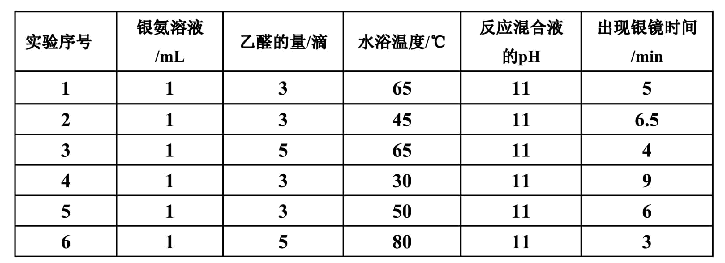 实验序号 银氨溶液/mL 乙醛的量/滴 水浴温度/℃ 反应混合液的pH 出现银镜时间/min
1 1 3 65 11 5
2 1 3 45 11 6.5
3 1 5 65 11 4
4 1 3 30 11 9
5 1 3 50 11 6
6 1 5 80 11 3